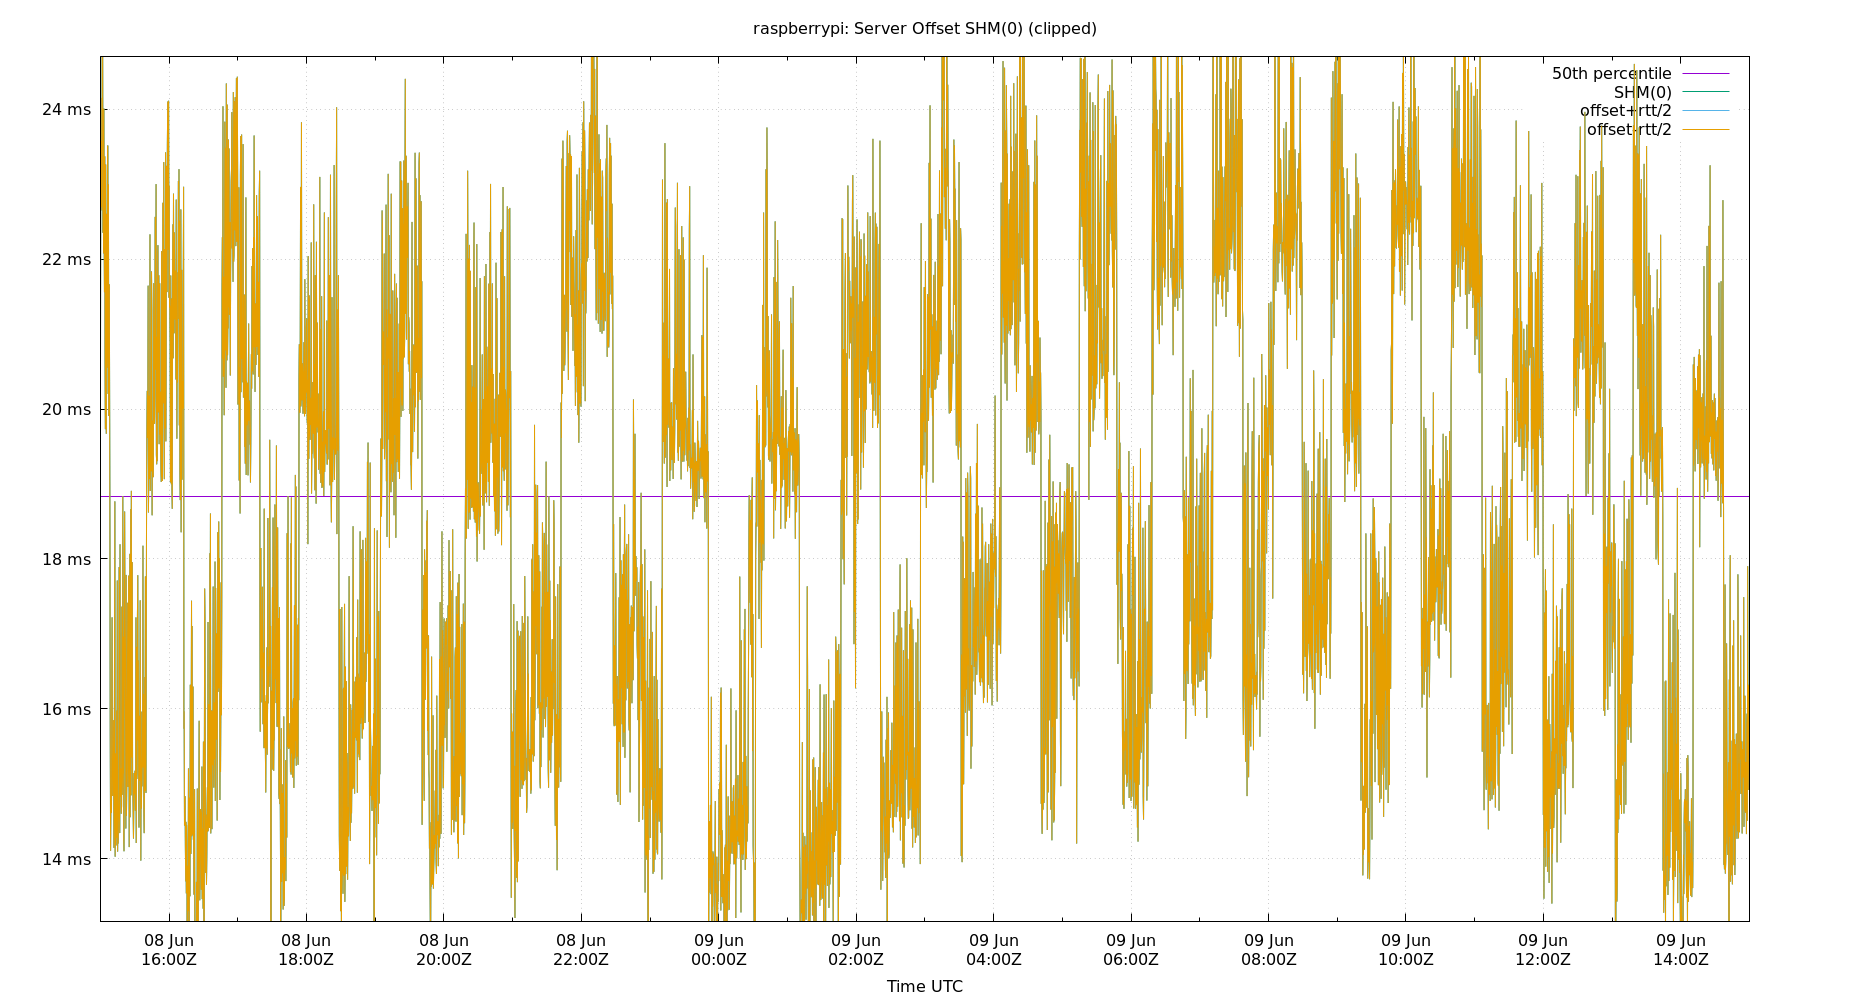 raspberrypi: Server Offset SHM(0) (clipped)
50th percentile
SHM(0)
offset+rtt/2
offset-rtt/2
24 ms
22 ms
20 ms
18 ms
16 ms
14 ms
08 Jun 08 Jun 08 Jun 08 Jun 09 Jun 09 Jun 09 Jun 09 Jun 09 Jun 09 Jun 09 Jun 09 Jun
16:00Z 18:00Z 20:00Z 22:00Z 00:00Z 02:00Z 04:00Z 06:00Z 08:00Z 10:00Z 12:00Z 14:00Z
Time UTC